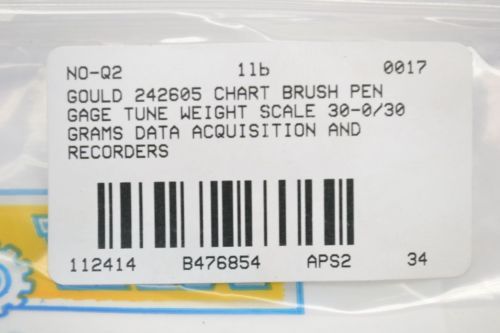 NO-Q2 1lb 0017
GOULD 242605 CHART BRUSH PEN
GAGE TUNE WEIGHT SCALE 30-0/30
GRAMS DATA ACQUISITION AND
RECORDERS
112414 B476854 APS2 34